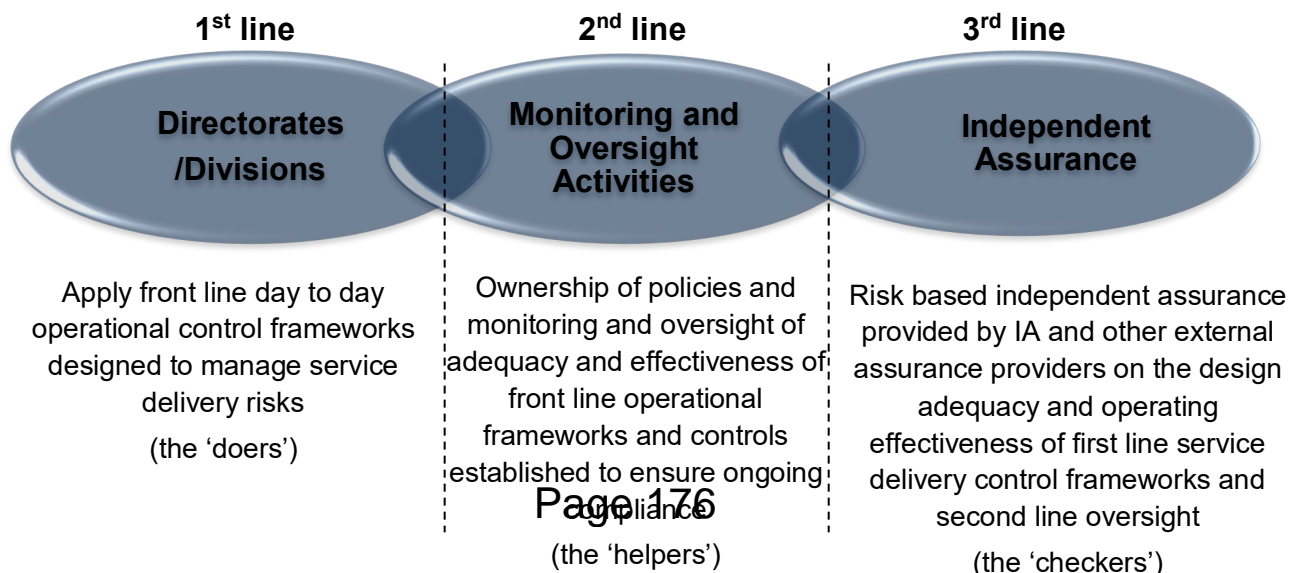 1st line
Directorates
/Divisions
Apply front line day to day
operational control frameworks
designed to manage service
delivery risks
(the ‘doers’)
2nd line
Monitoring and
Oversight
Activities
Ownership of policies and
monitoring and oversight of
adequacy and effectiveness of
front line operational
frameworks and controls
established to ensure ongoing
compliance
(the ‘helpers’)
3rd line
Independent
Assurance
Risk based independent assurance
provided by IA and other external
assurance providers on the design
adequacy and operating
effectiveness of first line service
delivery control frameworks and
second line oversight
(the ‘checkers’)
Page 176